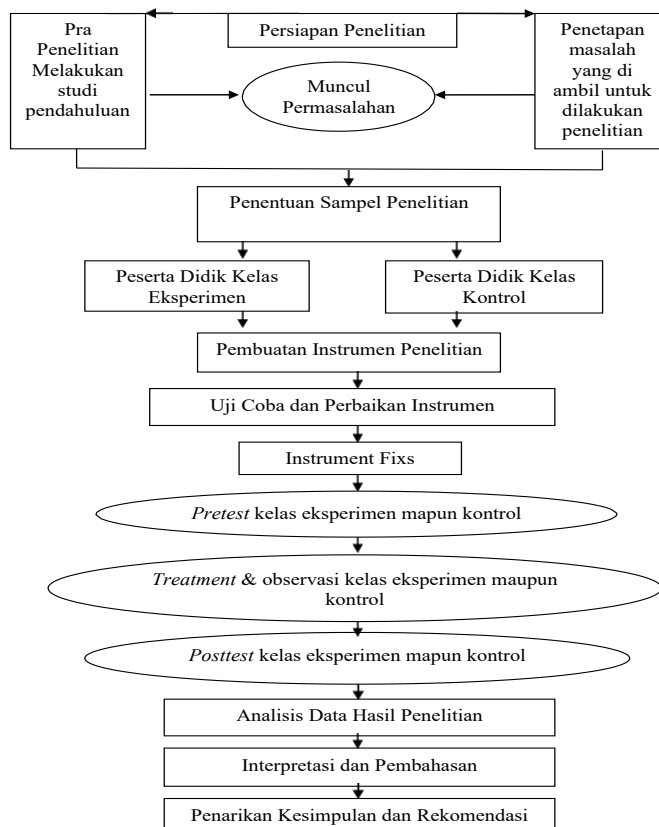 Pra
Penelitian
Melakukan
studi
pendahuluan
Persiapan Penelitian
Penetapan
masalah
yang di
ambil untuk
dilakukan
penelitian
Muncul
Permasalahan
Penentuan Sampel Penelitian
Peserta Didik Kelas
Eksperimen
Peserta Didik Kelas
Kontrol
Pembuatan Instrumen Penelitian
Uji Coba dan Perbaikan Instrumen
Instrument Fixs
Pretest kelas eksperimen mapun kontrol
Treatment & observasi kelas eksperimen maupun
kontrol
Posttest kelas eksperimen mapun kontrol
Analisis Data Hasil Penelitian
Interpretasi dan Pembahasan
Penarikan Kesimpulan dan Rekomendasi